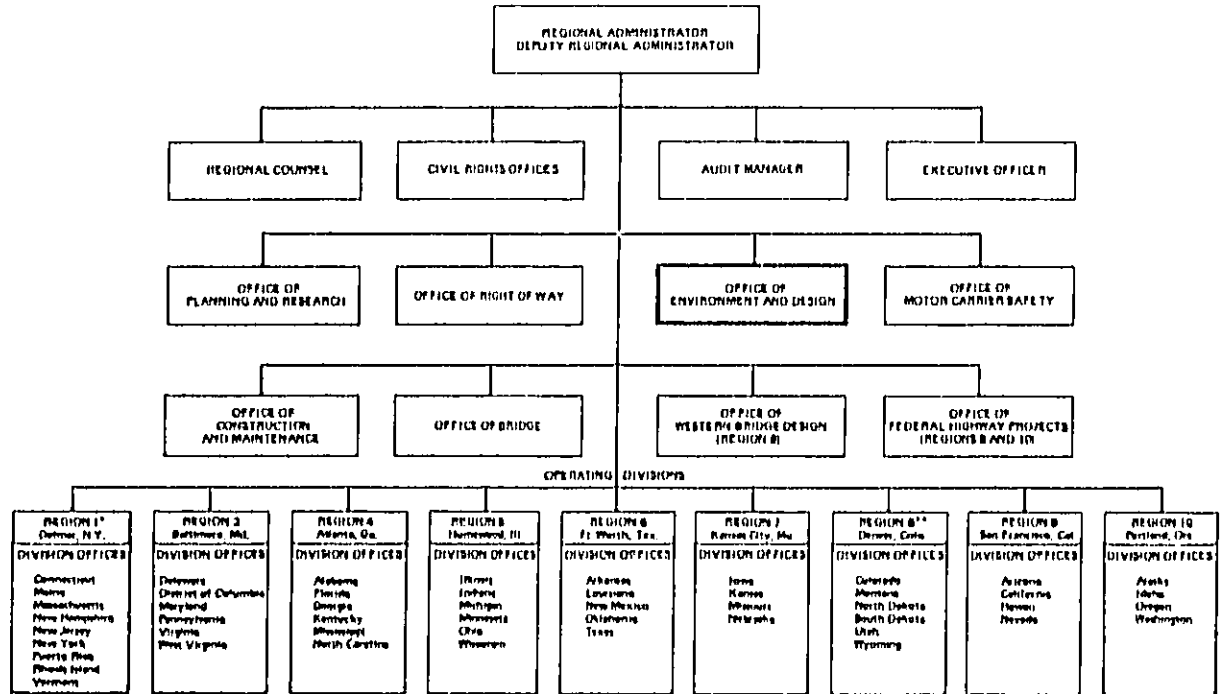 REGIONAL ADMINISTRATOR
DEPUTY REGIONAL ADMINISTRATOR
REGIONAL COUNSEL
CIVIL RIGHTS OFFICES
AUDIT MANAGER
EXECUTIVE OFFICER
OFFICE OF
PLANNING AND RESEARCH
OFFICE OF RIGHT OF WAY
OFFICE OF
ENVIRONMENT AND DESIGN
OFFICE OF
MOTOR CARRIER SAFETY
OFFICE OF
CONSTRUCTION
AND MAINTENANCE
OFFICE OF BRIDGE
OFFICE OF
WESTERN BRIDGE DESIGN
(REGION 8)
OFFICE OF
FEDERAL HIGHWAY PROJECTS
(REGIONS 8 AND 10)
OPERATING DIVISIONS
REGION 1*
Delmar, N.Y.
DIVISION OFFICES
Connecticut
Maine
Massachusetts
New Hampshire
New Jersey
New York
Puerto Rico
Rhode Island
Vermont
REGION 3
Baltimore, Md.
DIVISION OFFICES
Delaware
District of Columbia
Maryland
Pennsylvania
Virginia
West Virginia
REGION 4
Atlanta, Ga.
DIVISION OFFICES
Alabama
Florida
Georgia
Kentucky
Mississippi
North Carolina
REGION 5
Homewood, Ill
DIVISION OFFICES
Illinois
Indiana
Michigan
Minnesota
Ohio
Wisconsin
REGION 6
Ft. Worth, Tex.
DIVISION OFFICES
Arkansas
Louisiana
New Mexico
Oklahoma
Texas
REGION 7
Kansas City, Mo
DIVISION OFFICES
Iowa
Kansas
Missouri
Nebraska
REGION 8**
Denver, Colo
DIVISION OFFICES
Colorado
Montana
North Dakota
South Dakota
Utah
Wyoming
REGION 9
San Francisco, Cal
DIVISION OFFICES
Arizona
California
Hawaii
Nevada
REGION 10
Portland, Ore
DIVISION OFFICES
Alaska
Idaho
Oregon
Washington